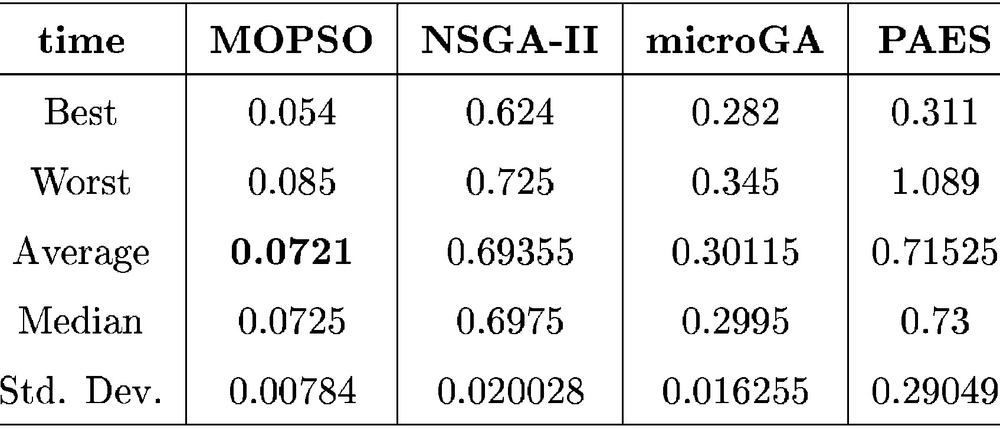 time MOPSO NSGA-II microGA PAES
Best 0.054 0.624 0.282 0.311
Worst 0.085 0.725 0.345 1.089
Average 0.0721 0.69355 0.30115 0.71525
Median 0.0725 0.6975 0.2995 0.73
Std. Dev. 0.00784 0.020028 0.016255 0.29049